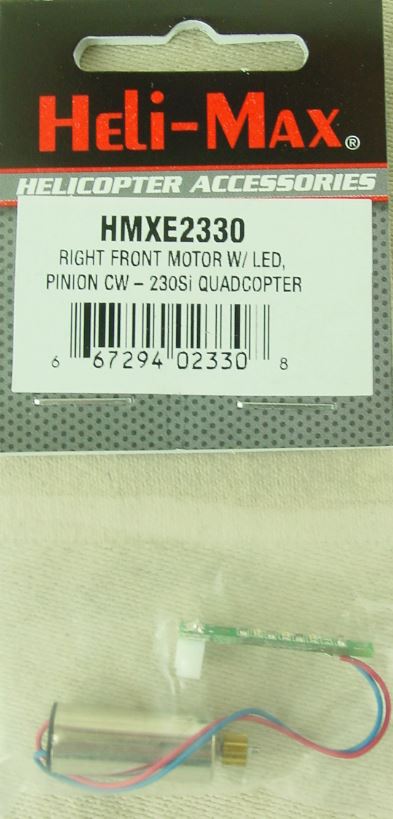 Heli-Max®
HELICOPTER ACCESSORIES
HMXE2330
RIGHT FRONT MOTOR W/ LED,
PINION CW – 230Si QUADCOPTER
6 67294 02330 8